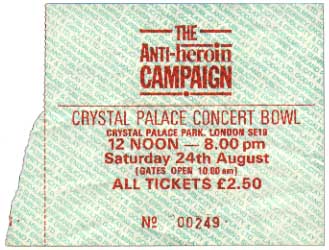 THE
ANTi-heroin
CAMPAIGN
CRYSTAL PALACE CONCERT BOWL
CRYSTAL PALACE PARK, LONDON SE19
12 NOON — 8.00 pm
Saturday 24th August
(GATES OPEN 10.00 am)
ALL TICKETS £2.50
Nº 00249